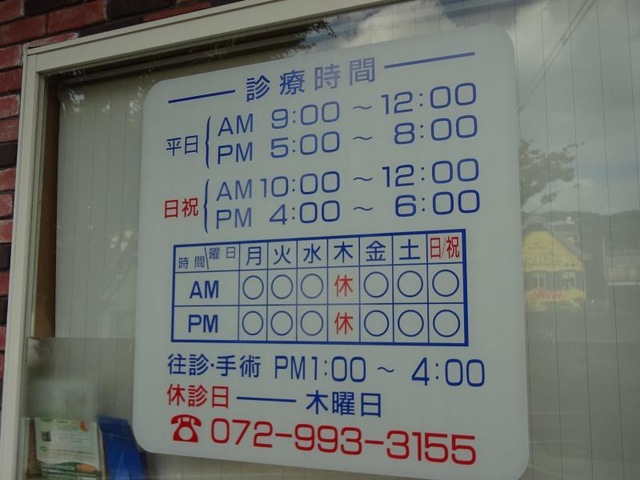 診療時間
平日 AM 9:00 ~ 12:00
PM 5:00 ~ 8:00
日祝 AM 10:00 ~ 12:00
PM 4:00 ~ 6:00
時間 曜日 月 火 水 木 金 土 日/祝
AM ○ ○ ○ 休 ○ ○ ○
PM ○ ○ ○ 休 ○ ○ ○
往診・手術 PM1:00 ~ 4:00
休診日 — 木曜日
☎ 072-993-3155